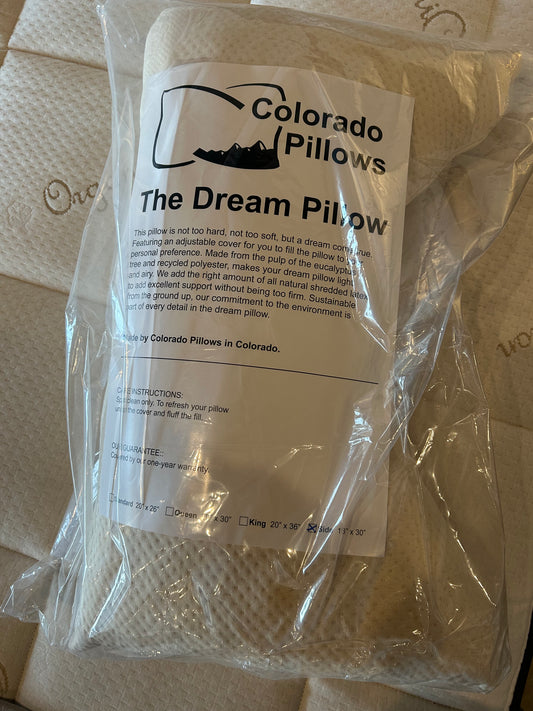 Colorado
Pillows
The Dream Pillow
This pillow is not too hard, not too soft, but a dream come true.
Featuring an adjustable cover for you to fill the pillow to your
personal preference. Made from the pulp of the eucalyptus
tree and recycled polyester, makes your dream pillow light
and airy. We add the right amount of all natural shredded latex
to add excellent support without being too firm. Sustainable
from the ground up, our commitment to the environment is
part of every detail in the dream pillow.
Made by Colorado Pillows in Colorado.
CARE INSTRUCTIONS:
Spot clean only. To refresh your pillow
unzip the cover and fluff the fill.
OUR GUARANTEE::
Covered by our one-year warranty.
Standard 20" x 26" Queen x 30" King 20" x 36" Side 18" x 30"